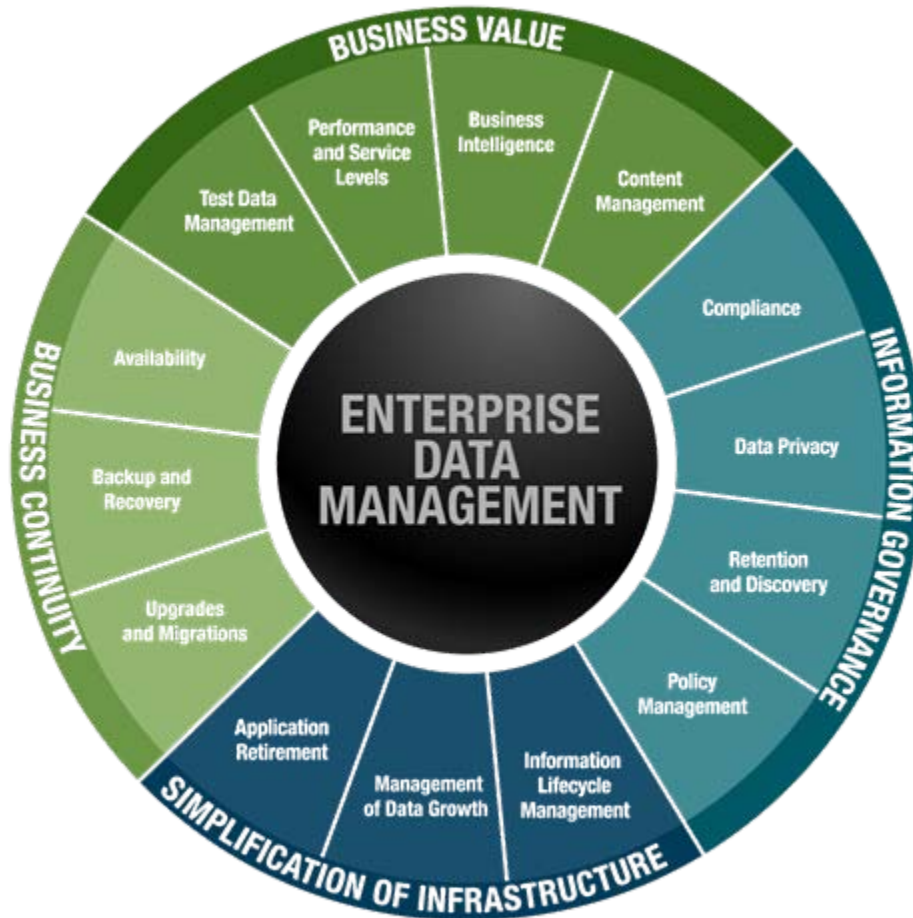 BUSINESS VALUE
Test Data
Management
Performance
and Service
Levels
Business
Intelligence
Content
Management
INFORMATION GOVERNANCE
Compliance
Data Privacy
Retention
and Discovery
Policy
Management
SIMPLIFICATION OF INFRASTRUCTURE
Information
Lifecycle
Management
Management
of Data Growth
Application
Retirement
BUSINESS CONTINUITY
Upgrades
and Migrations
Backup and
Recovery
Availability
ENTERPRISE
DATA
MANAGEMENT